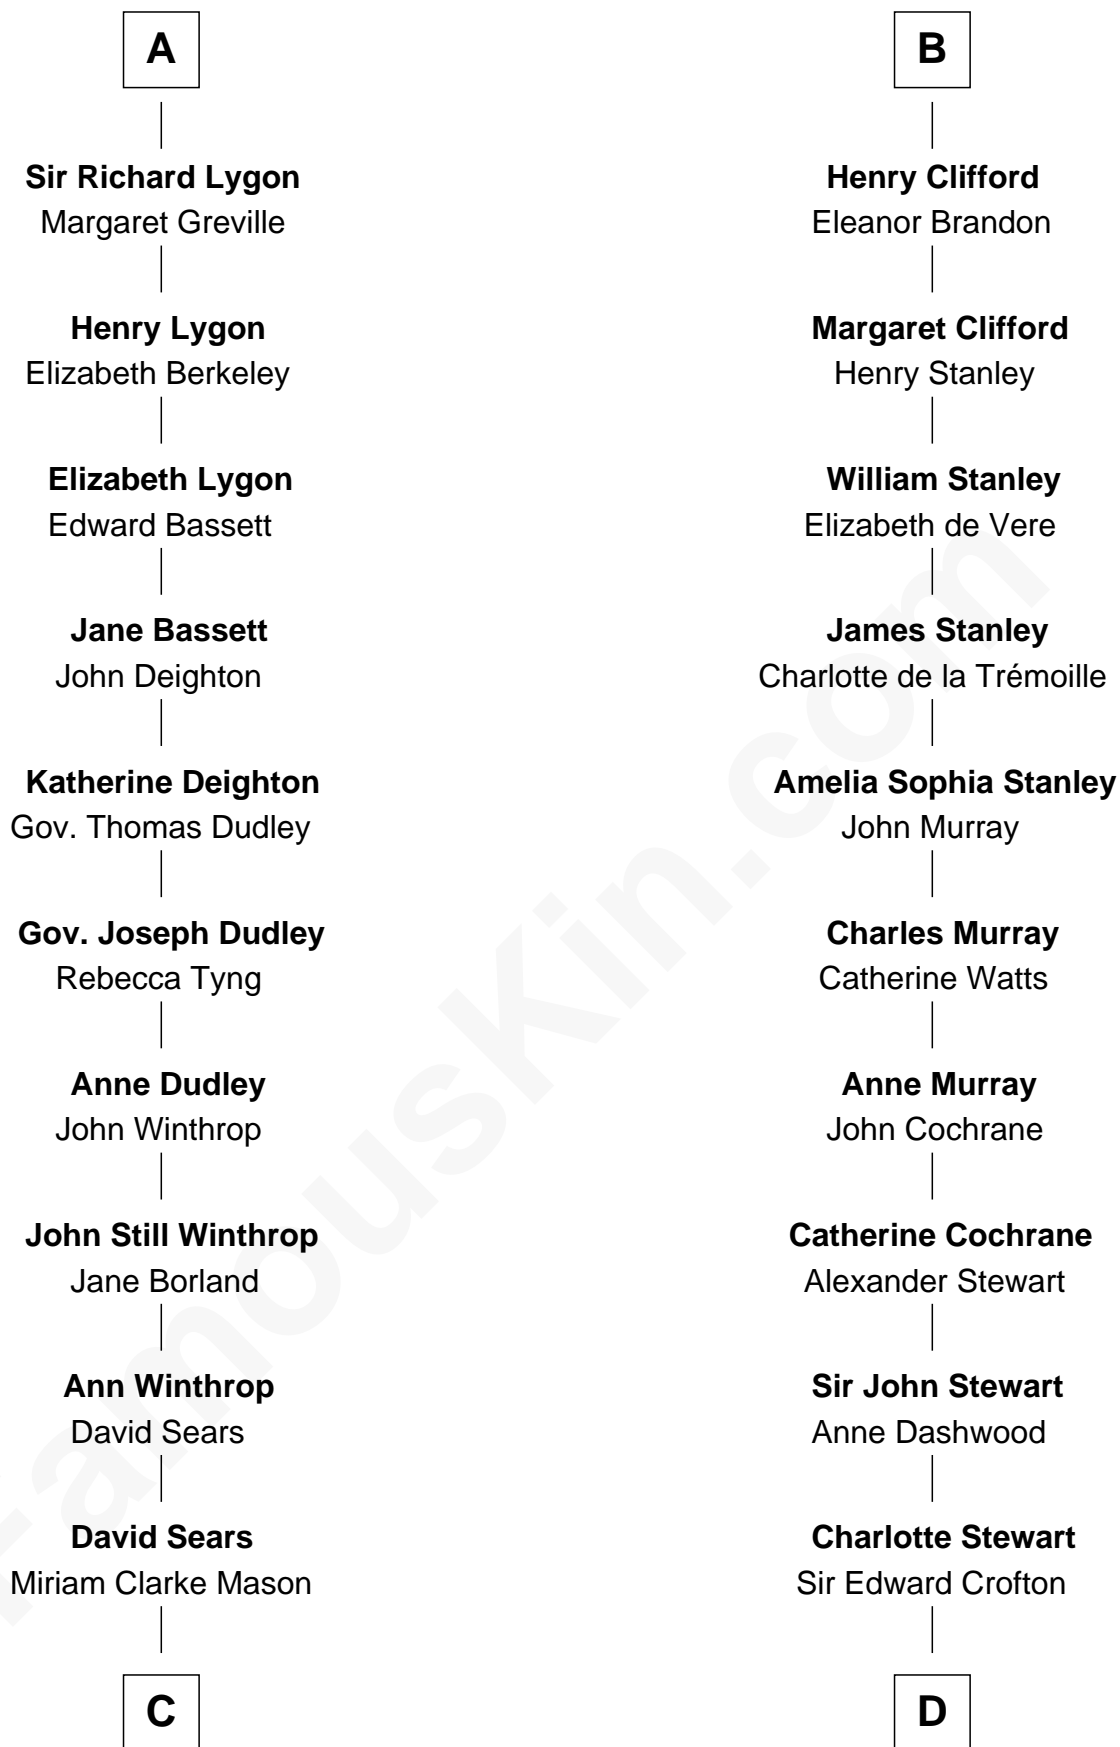 A
Sir Richard Lygon
Margaret Greville
Henry Lygon
Elizabeth Berkeley
Elizabeth Lygon
Edward Bassett
Jane Bassett
John Deighton
Katherine Deighton
Gov. Thomas Dudley
Gov. Joseph Dudley
Rebecca Tyng
Anne Dudley
John Winthrop
John Still Winthrop
Jane Borland
Ann Winthrop
David Sears
David Sears
Miriam Clarke Mason
C
B
Henry Clifford
Eleanor Brandon
Margaret Clifford
Henry Stanley
William Stanley
Elizabeth de Vere
James Stanley
Charlotte de la Trémoille
Amelia Sophia Stanley
John Murray
Charles Murray
Catherine Watts
Anne Murray
John Cochrane
Catherine Cochrane
Alexander Stewart
Sir John Stewart
Anne Dashwood
Charlotte Stewart
Sir Edward Crofton
D
FamousKin.com